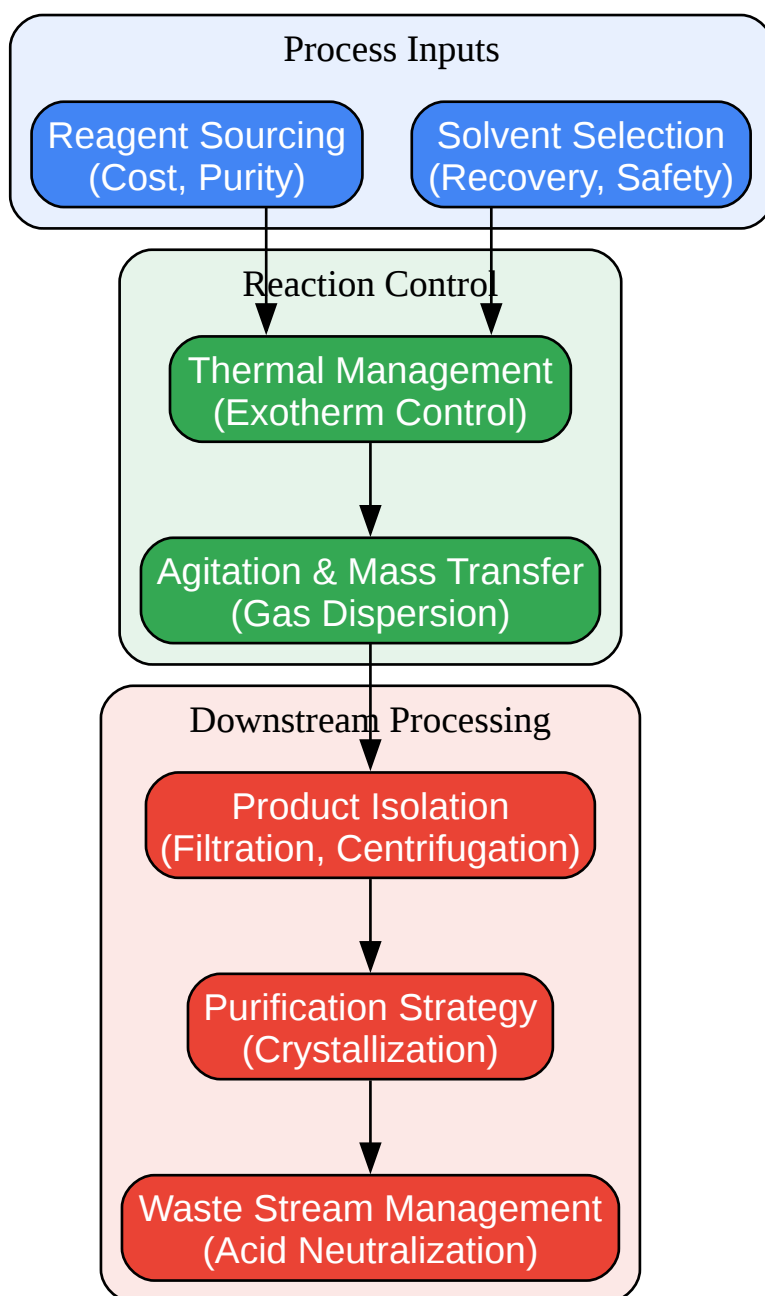 Process Inputs
Reagent Sourcing
(Cost, Purity)
Solvent Selection
(Recovery, Safety)
Reaction Control
Thermal Management
(Exotherm Control)
Agitation & Mass Transfer
(Gas Dispersion)
Downstream Processing
Product Isolation
(Filtration, Centrifugation)
Purification Strategy
(Crystallization)
Waste Stream Management
(Acid Neutralization)